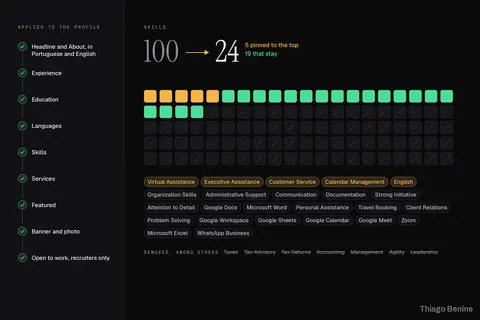 APPLIED TO THE PROFILE
Headline and About, in
Portuguese and English
Experience
Education
Languages
Skills
Services
Featured
Banner and photo
Open to work, recruiters only
SKILLS
100 → 24
5 pinned to the top
19 that stay
Virtual Assistance Executive Assistance Customer Service Calendar Management English
Organization Skills Administrative Support Communication Documentation Strong Initiative
Attention to Detail Google Docs Microsoft Word Personal Assistance Travel Booking Client Relations
Problem Solving Google Workspace Google Sheets Google Calendar Google Meet Zoom
Microsoft Excel WhatsApp Business
REMOVED, AMONG OTHERS Taxes Tax Advisory Tax Returns Accounting Management Agility Leadership
Thiago Benine